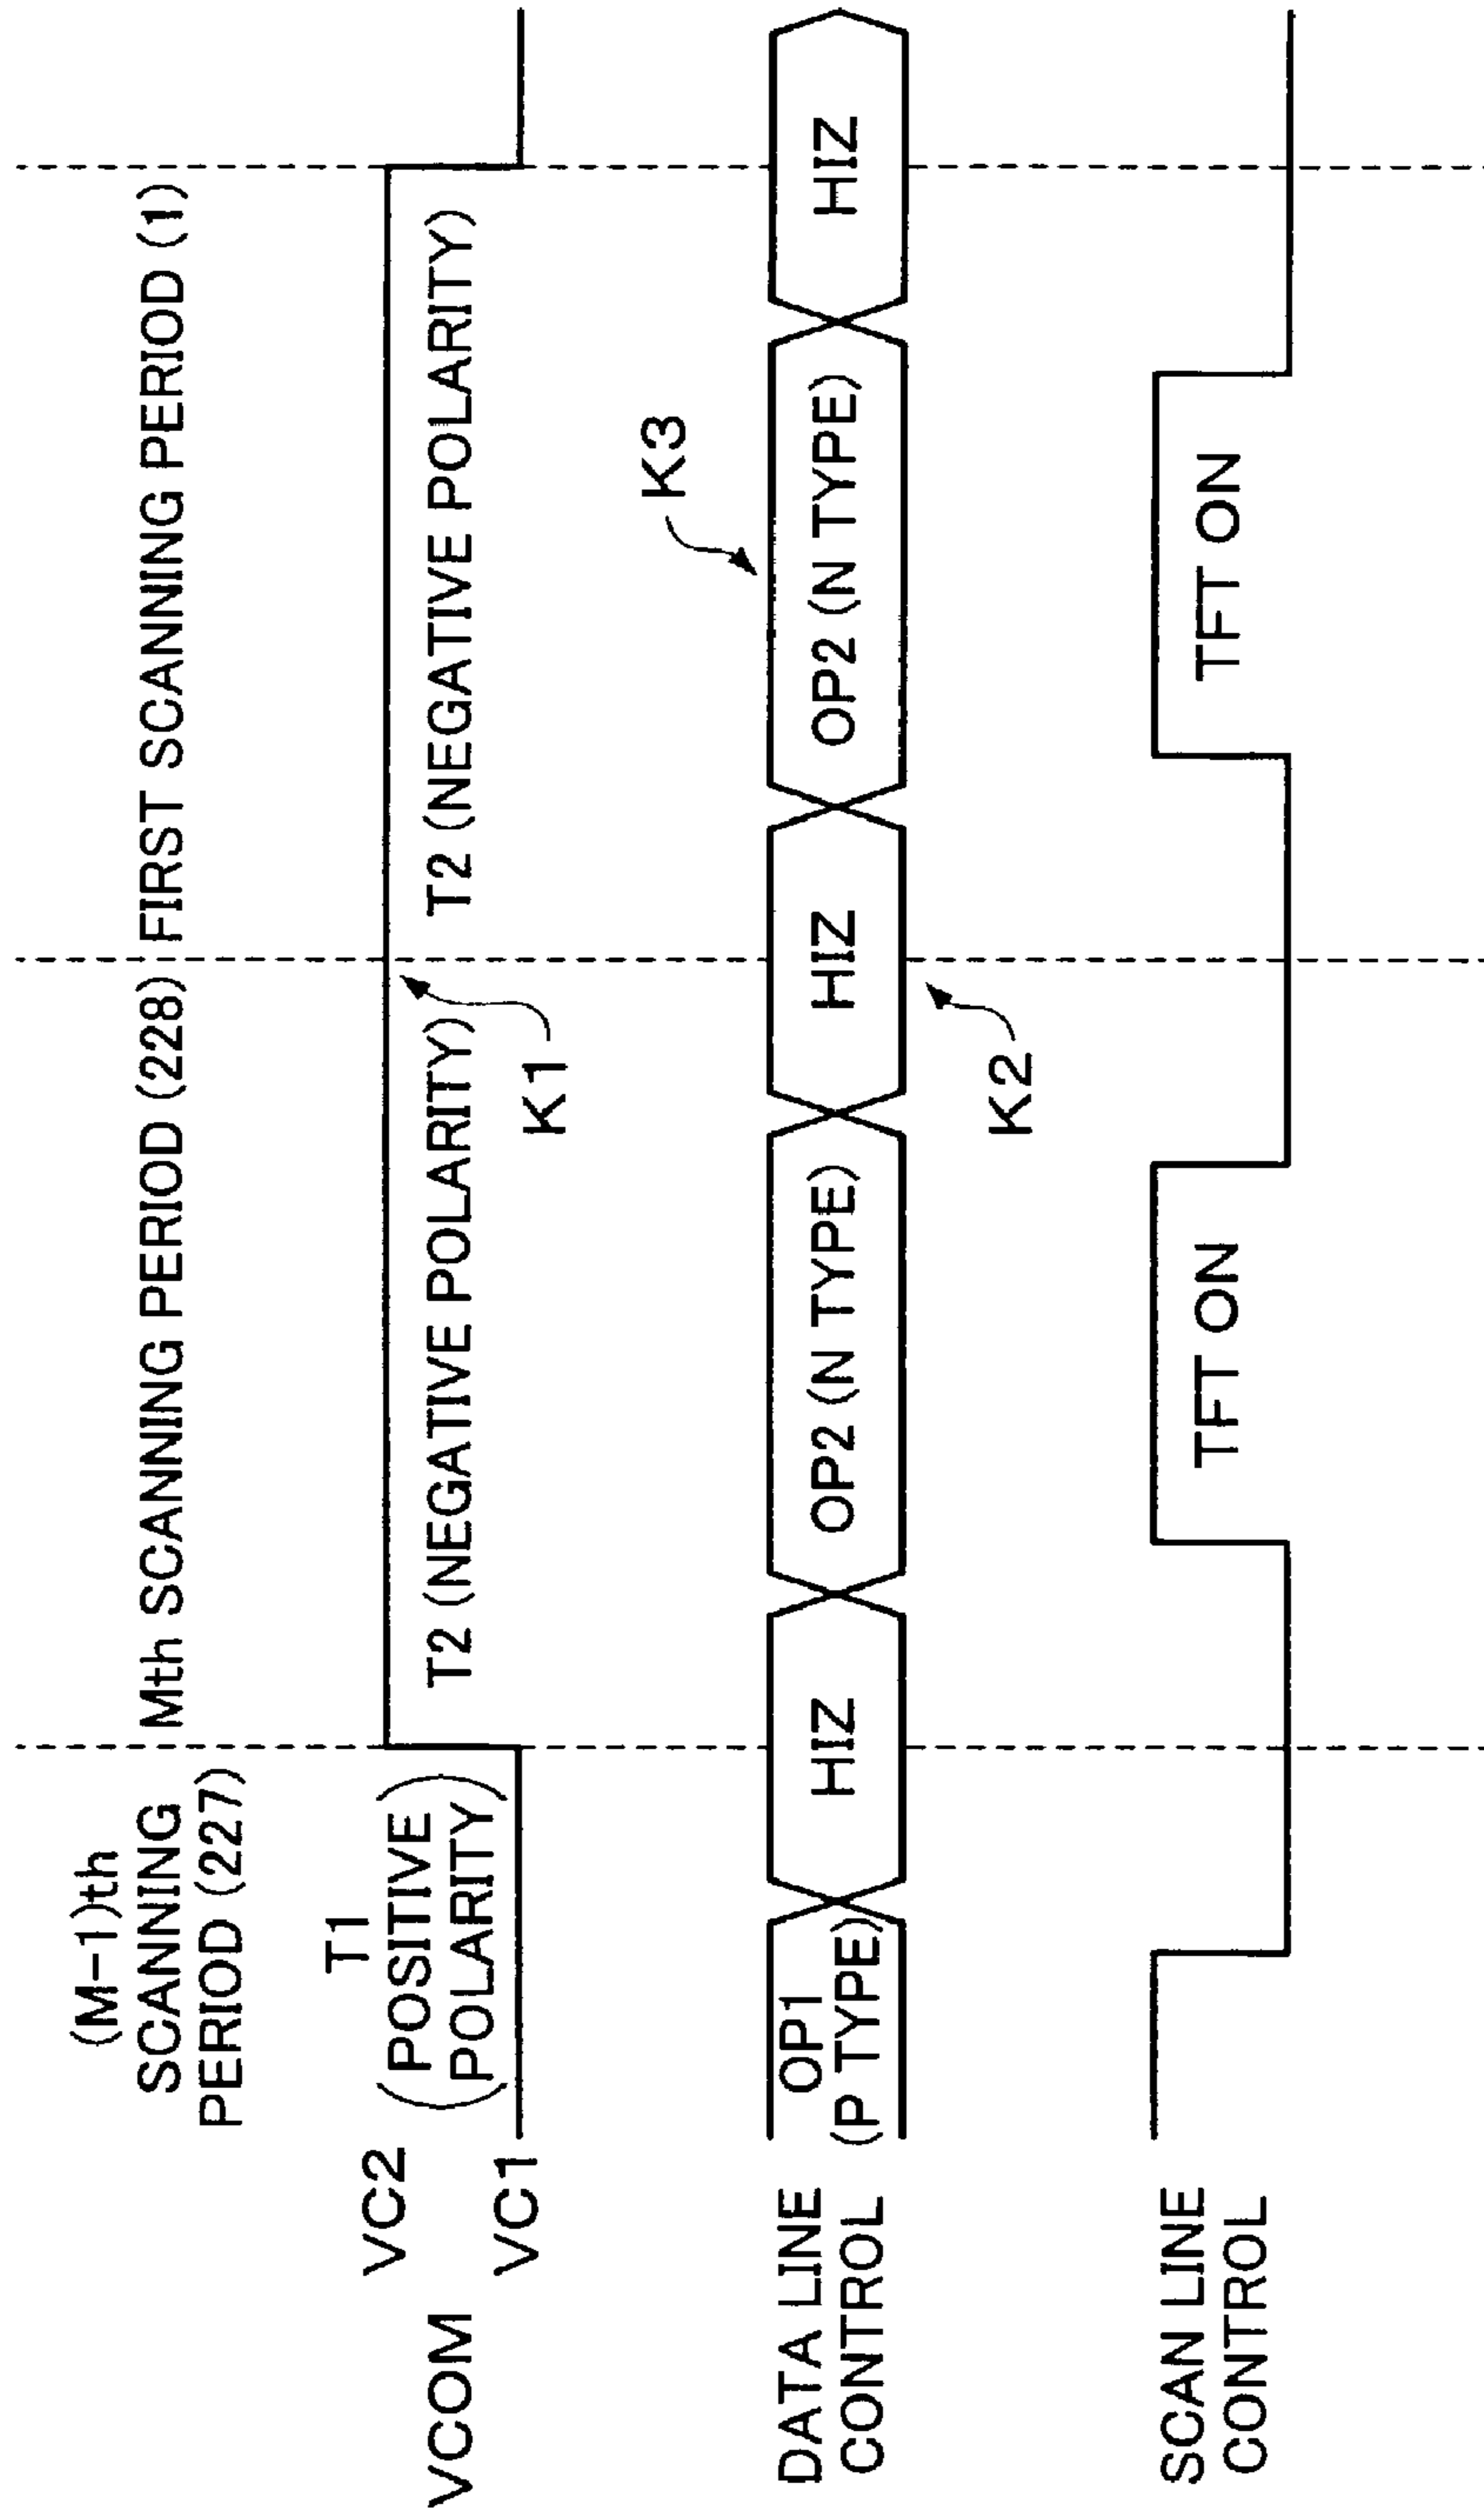 (M-1)th
SCANNING
PERIOD (227)
Mth SCANNING PERIOD (228)
FIRST SCANNING PERIOD (1)
VCOM
VC2
VC1
T1
(POSITIVE
POLARITY)
T2 (NEGATIVE POLARITY)
T2 (NEGATIVE POLARITY)
K1
K3
DATA LINE
CONTROL
OP1
(P TYPE)
HIZ
OP2 (N TYPE)
HIZ
OP2 (N TYPE)
HIZ
K2
SCAN LINE
CONTROL
TFT ON
TFT ON